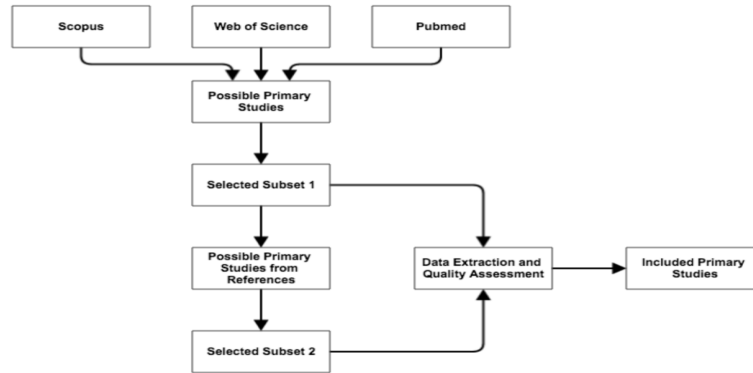 Scopus
Web of Science
Pubmed
Possible Primary
Studies
Selected Subset 1
Possible Primary
Studies from
References
Data Extraction and
Quality Assessment
Included Primary
Studies
Selected Subset 2